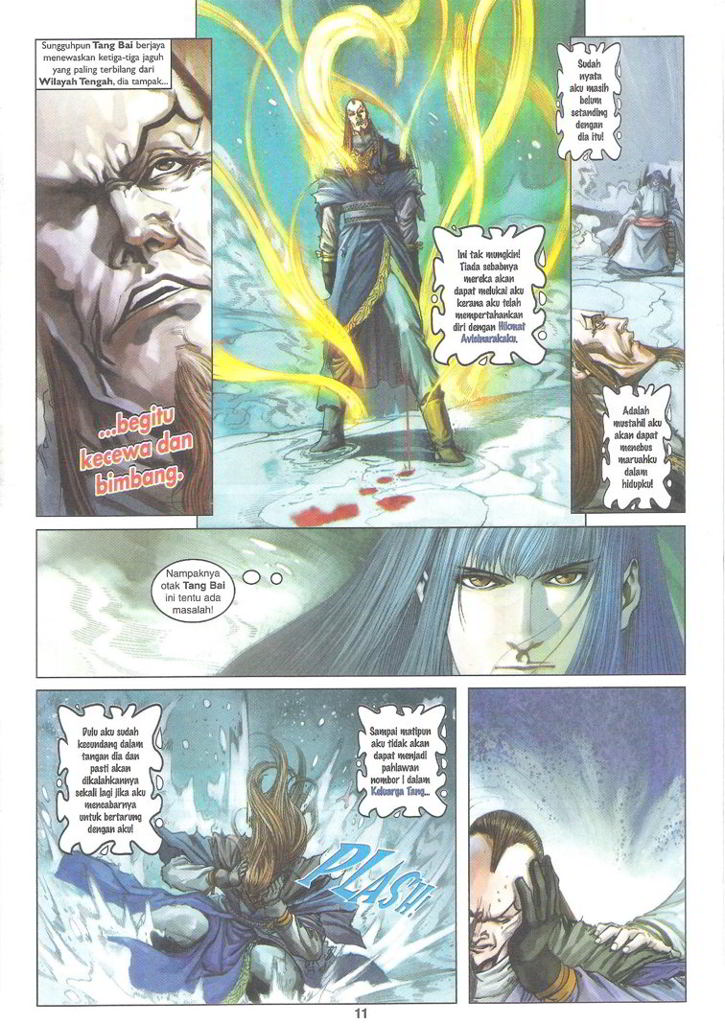 Sungguhpun Tang Bai berjaya
menewaskan ketiga-tiga jaguh
yang paling terbilang dari
Wilayah Tengah, dia tampak...
...begitu
kecewa dan
bimbang.
Ini tak mungkin!
Tiada sebabnya
mereka akan
dapat melukai aku
kerana aku telah
mempertahankan
diri dengan Hikmat
Avisinarakaku.
Sudah
nyata
aku masih
belum
setanding
dengan
dia itu!
Adalah
mustahil aku
akan dapat
menebus
maruahku
dalam
hidupku!
Nampaknya
otak Tang Bai
ini tentu ada
masalah!
Dulu aku sudah
kecundang dalam
tangan dia dan
pasti akan
dikalahkannya
sekali lagi jika aku
mencabarnya
untuk bertarung
dengan aku!
Sampai matipun
aku tidak akan
dapat menjadi
pahlawan
nombor 1 dalam
Keluarga Tang...
PLASH!
11